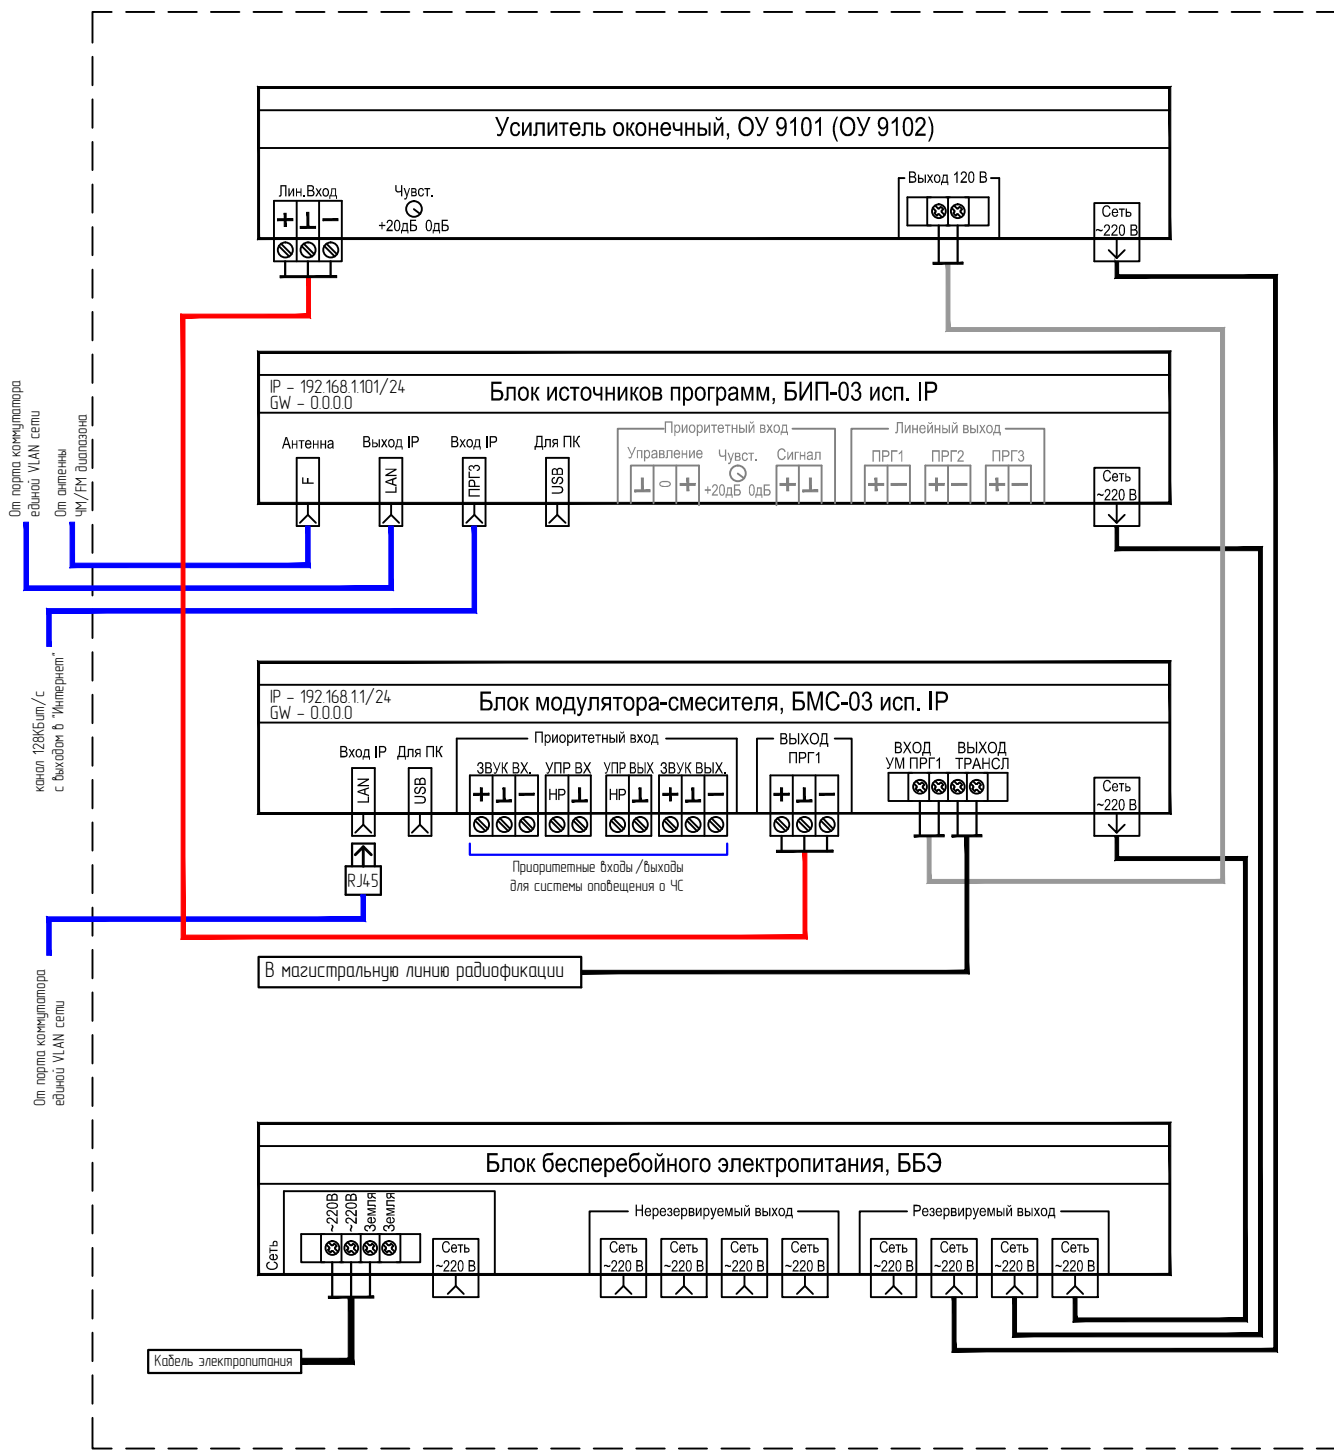 Усилитель оконечный, ОУ 9101 (ОУ 9102)
Лин.Вход
+ ⊥ −
Чувст.
+20дБ 0дБ
Выход 120 В
Сеть
~220 В
IP - 192.168.1.101/24
GW - 0.0.0.0
Блок источников программ, БИП-03 исп. IP
Антенна
F
Выход IP
LAN
Вход IP
ПРГ3
Для ПК
USB
Приоритетный вход
Управление
⊥ 0 +
Чувст.
+20дБ 0дБ
Сигнал
+ ⊥
Линейный выход
ПРГ1
+ −
ПРГ2
+ −
ПРГ3
+ −
Сеть
~220 В
От порта коммутатора
единой VLAN сети
От антенны
ЧМ/FM диапазона
канал 128КБит/с
с выходом в "Интернет"
IP - 192.168.1.1/24
GW - 0.0.0.0
Блок модулятора-смесителя, БМС-03 исп. IP
Вход IP
LAN
RJ45
Для ПК
USB
Приоритетный вход
ЗВУК ВХ.
+ ⊥ −
УПР ВХ
НР ⊥
УПР ВЫХ
НР ⊥
ЗВУК ВЫХ.
+ ⊥ −
Приоритетные входы/выходы
для системы оповещения о ЧС
ВЫХОД
ПРГ1
+ ⊥ −
ВХОД
УМ ПРГ1
ВЫХОД
ТРАНСЛ
Сеть
~220 В
В магистральную линию радиофикации
От порта коммутатора
единой VLAN сети
Блок бесперебойного электропитания, ББЭ
Сеть
~220В
~220В
Земля
Земля
Сеть
~220 В
Нерезервируемый выход
Сеть
~220 В
Сеть
~220 В
Сеть
~220 В
Сеть
~220 В
Резервируемый выход
Сеть
~220 В
Сеть
~220 В
Сеть
~220 В
Сеть
~220 В
Кабель электропитания